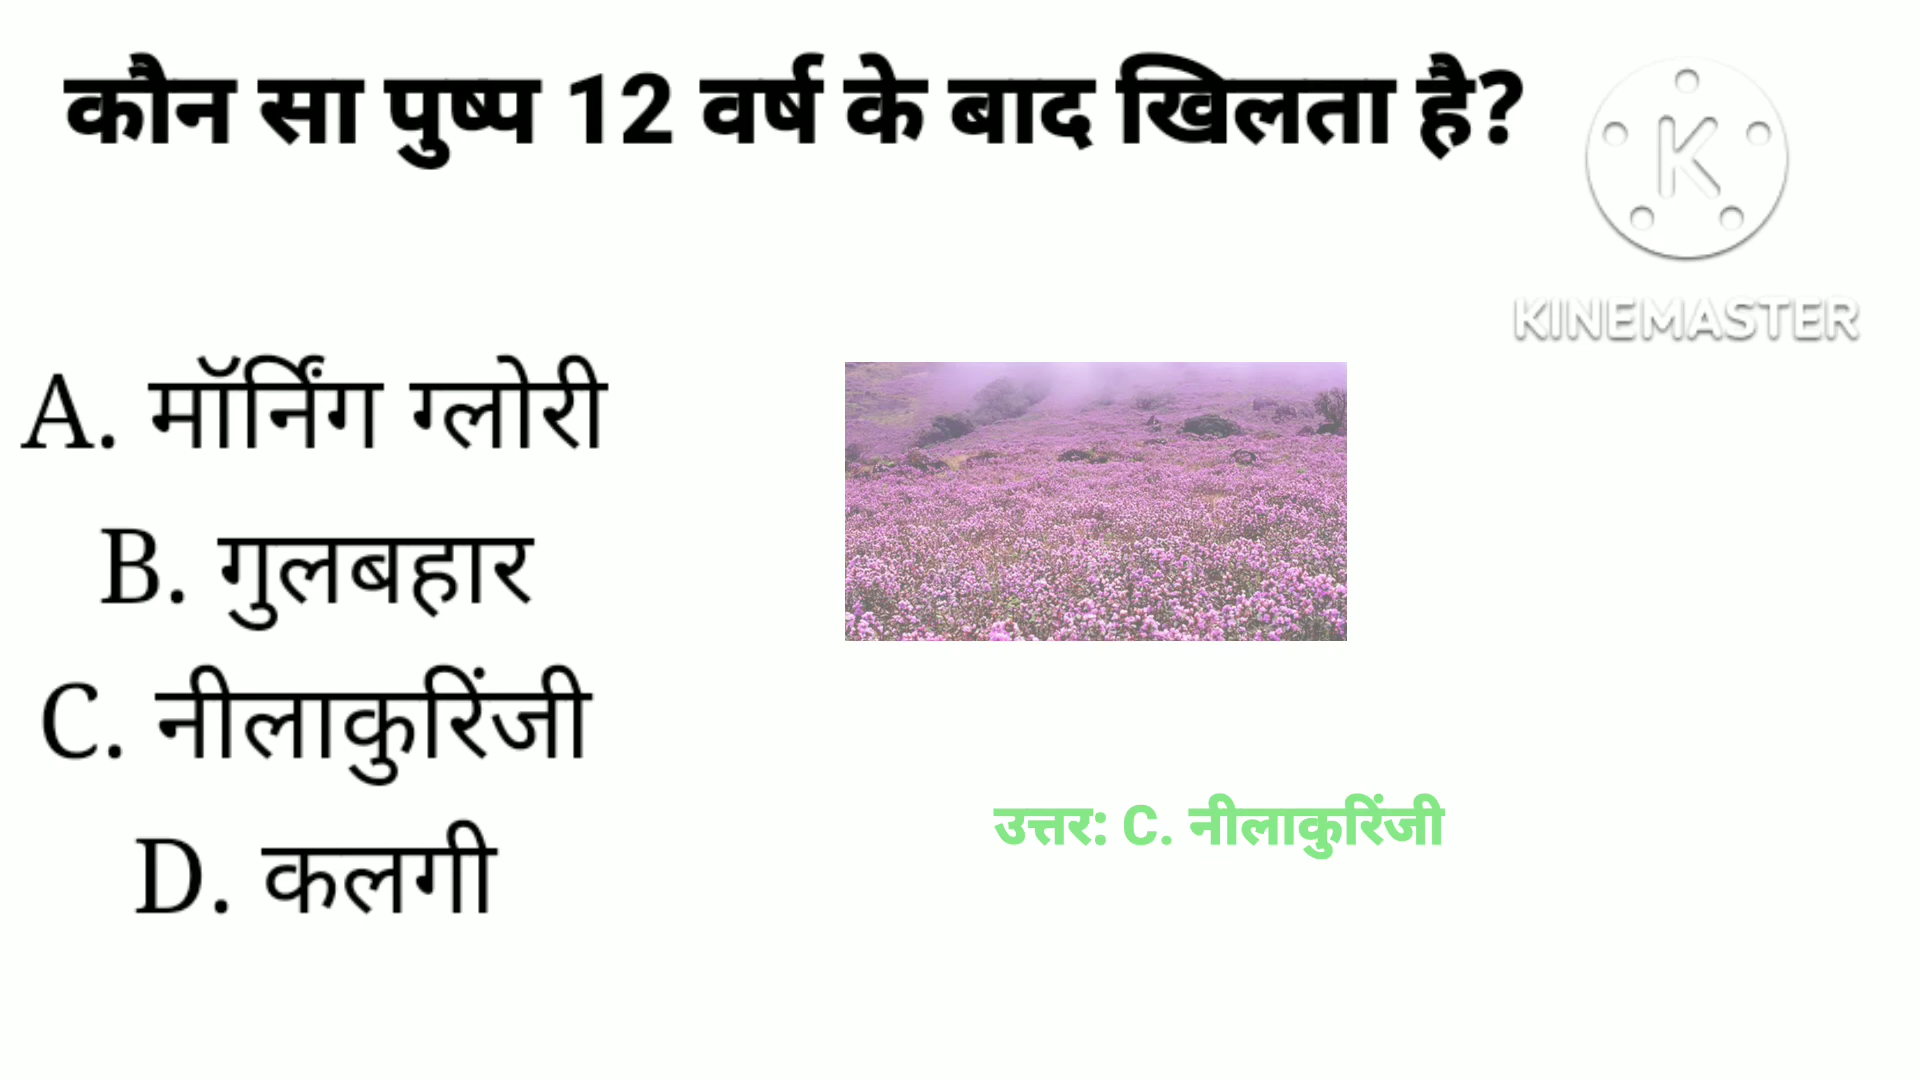 कौन सा पुष्प 12 वर्ष के बाद खिलता है?
K
KINEMASTER
A. मॉर्निंग ग्लोरी
B. गुलबहार
C. नीलाकुरिंजी
D. कलगी
उत्तर: C. नीलाकुरिंजी